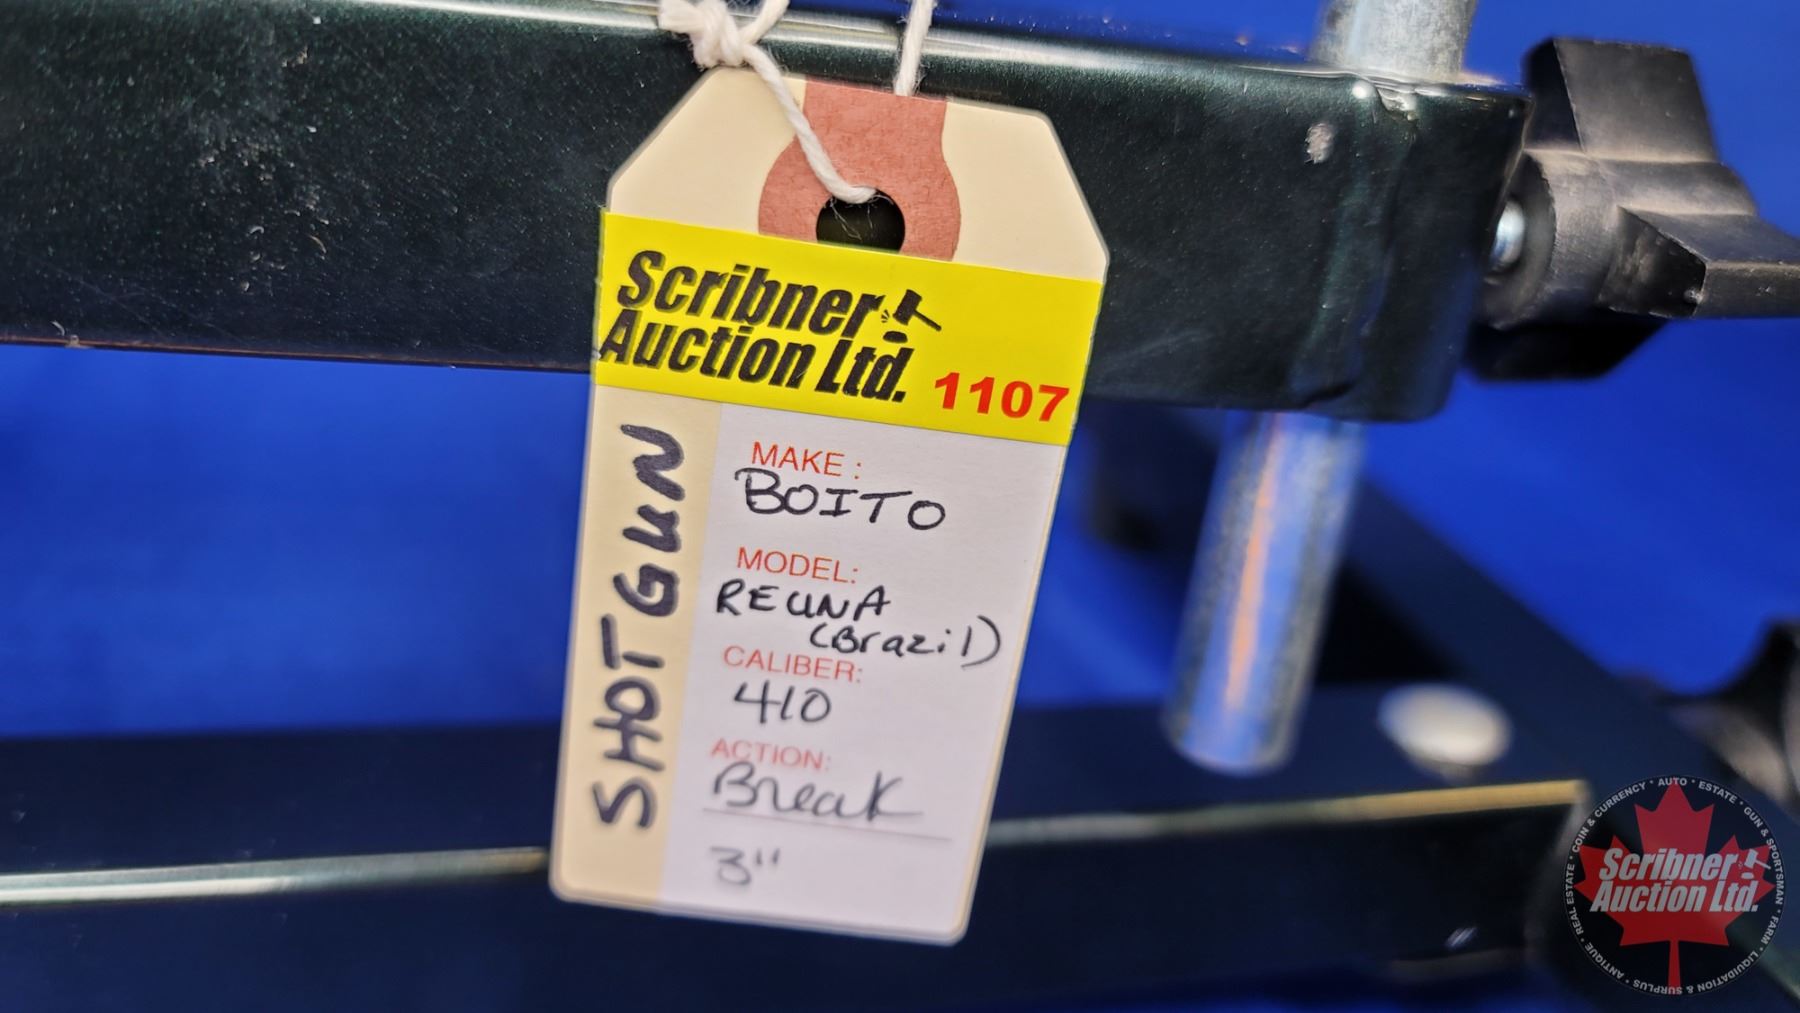 Scribner
Auction Ltd. 1107
SHOTGUN
MAKE:
BOITO
MODEL:
REUNA
(Brazil)
CALIBER:
410
ACTION:
Break
3"
COIN & CURRENCY • AUTO • ESTATE • GUN & SPORTSMAN • FARM • LIQUIDATION & SURPLUS • ANTIQUE • REAL ESTATE •
Scribner
Auction Ltd.